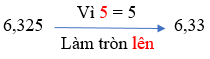 Vì 5 = 5
6,325 → 6,33
Làm tròn lên